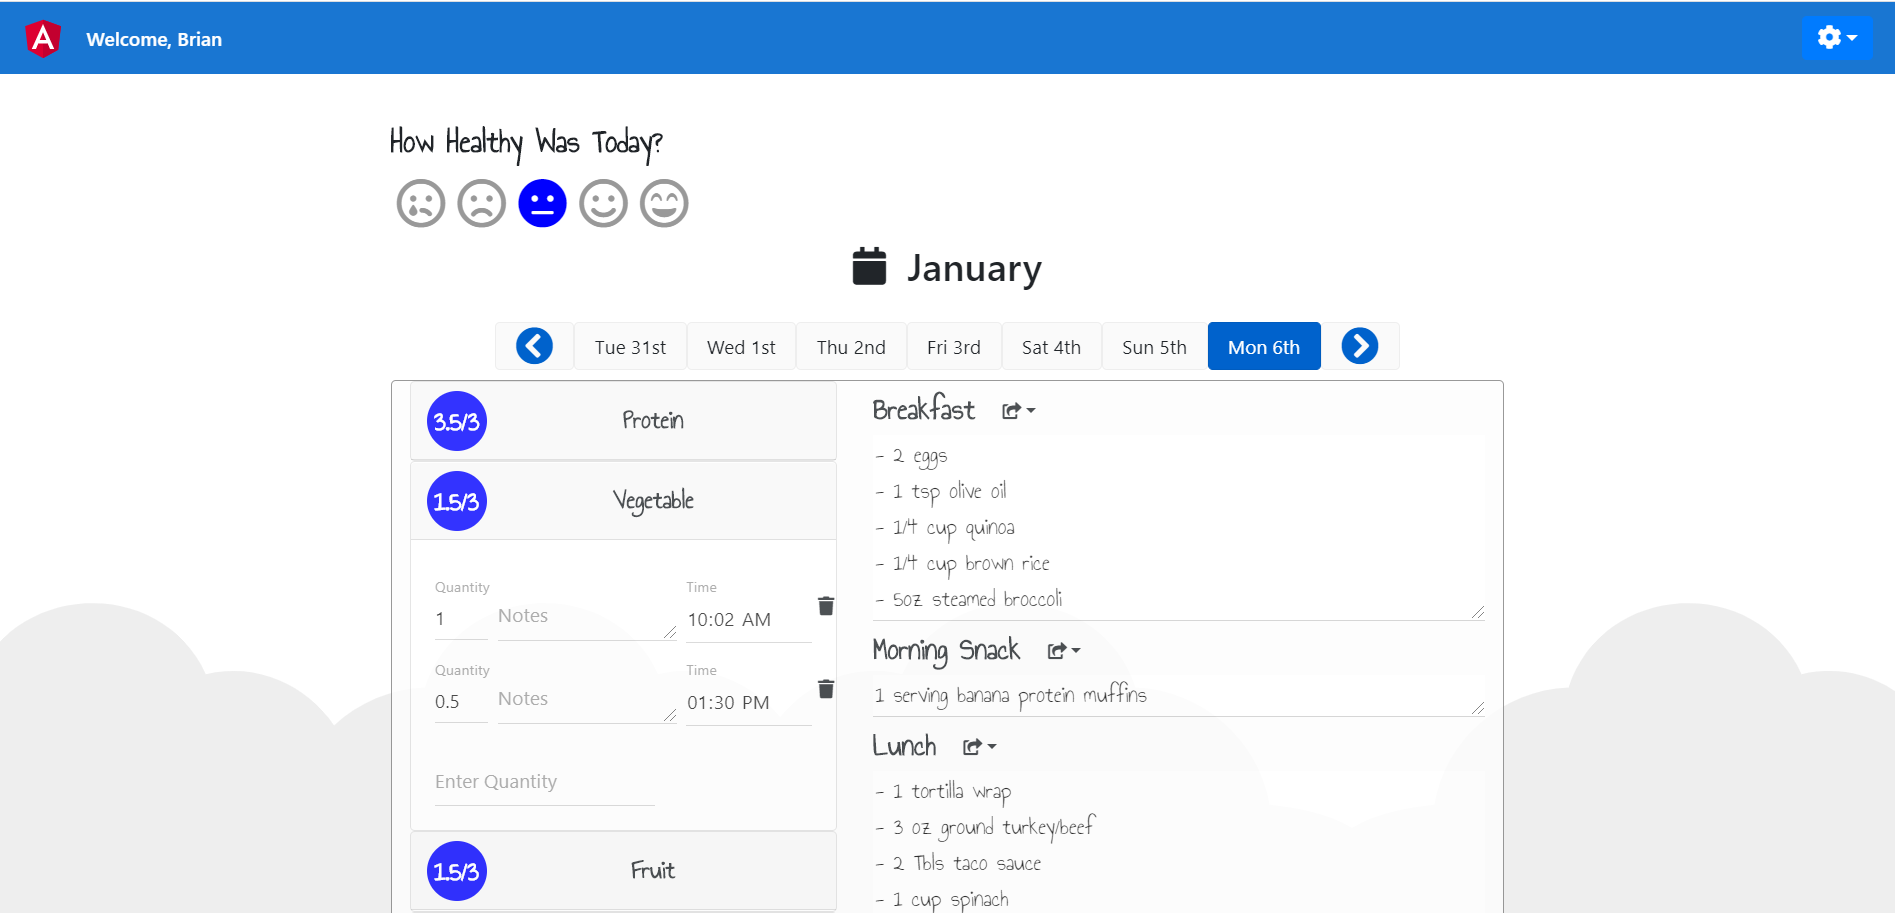 Welcome, Brian
How Healthy Was Today?
January
Tue 31st
Wed 1st
Thu 2nd
Fri 3rd
Sat 4th
Sun 5th
Mon 6th
3.5/3
Protein
1.5/3
Vegetable
Quantity
Time
1
Notes
10:02 AM
Quantity
Time
0.5
Notes
01:30 PM
Enter Quantity
1.5/3
Fruit
Breakfast
- 2 eggs
- 1 tsp olive oil
- 1/4 cup quinoa
- 1/4 cup brown rice
- 5oz steamed broccoli
Morning Snack
1 serving banana protein muffins
Lunch
- 1 tortilla wrap
- 3 oz ground turkey/beef
- 2 Tbls taco sauce
- 1 cup spinach